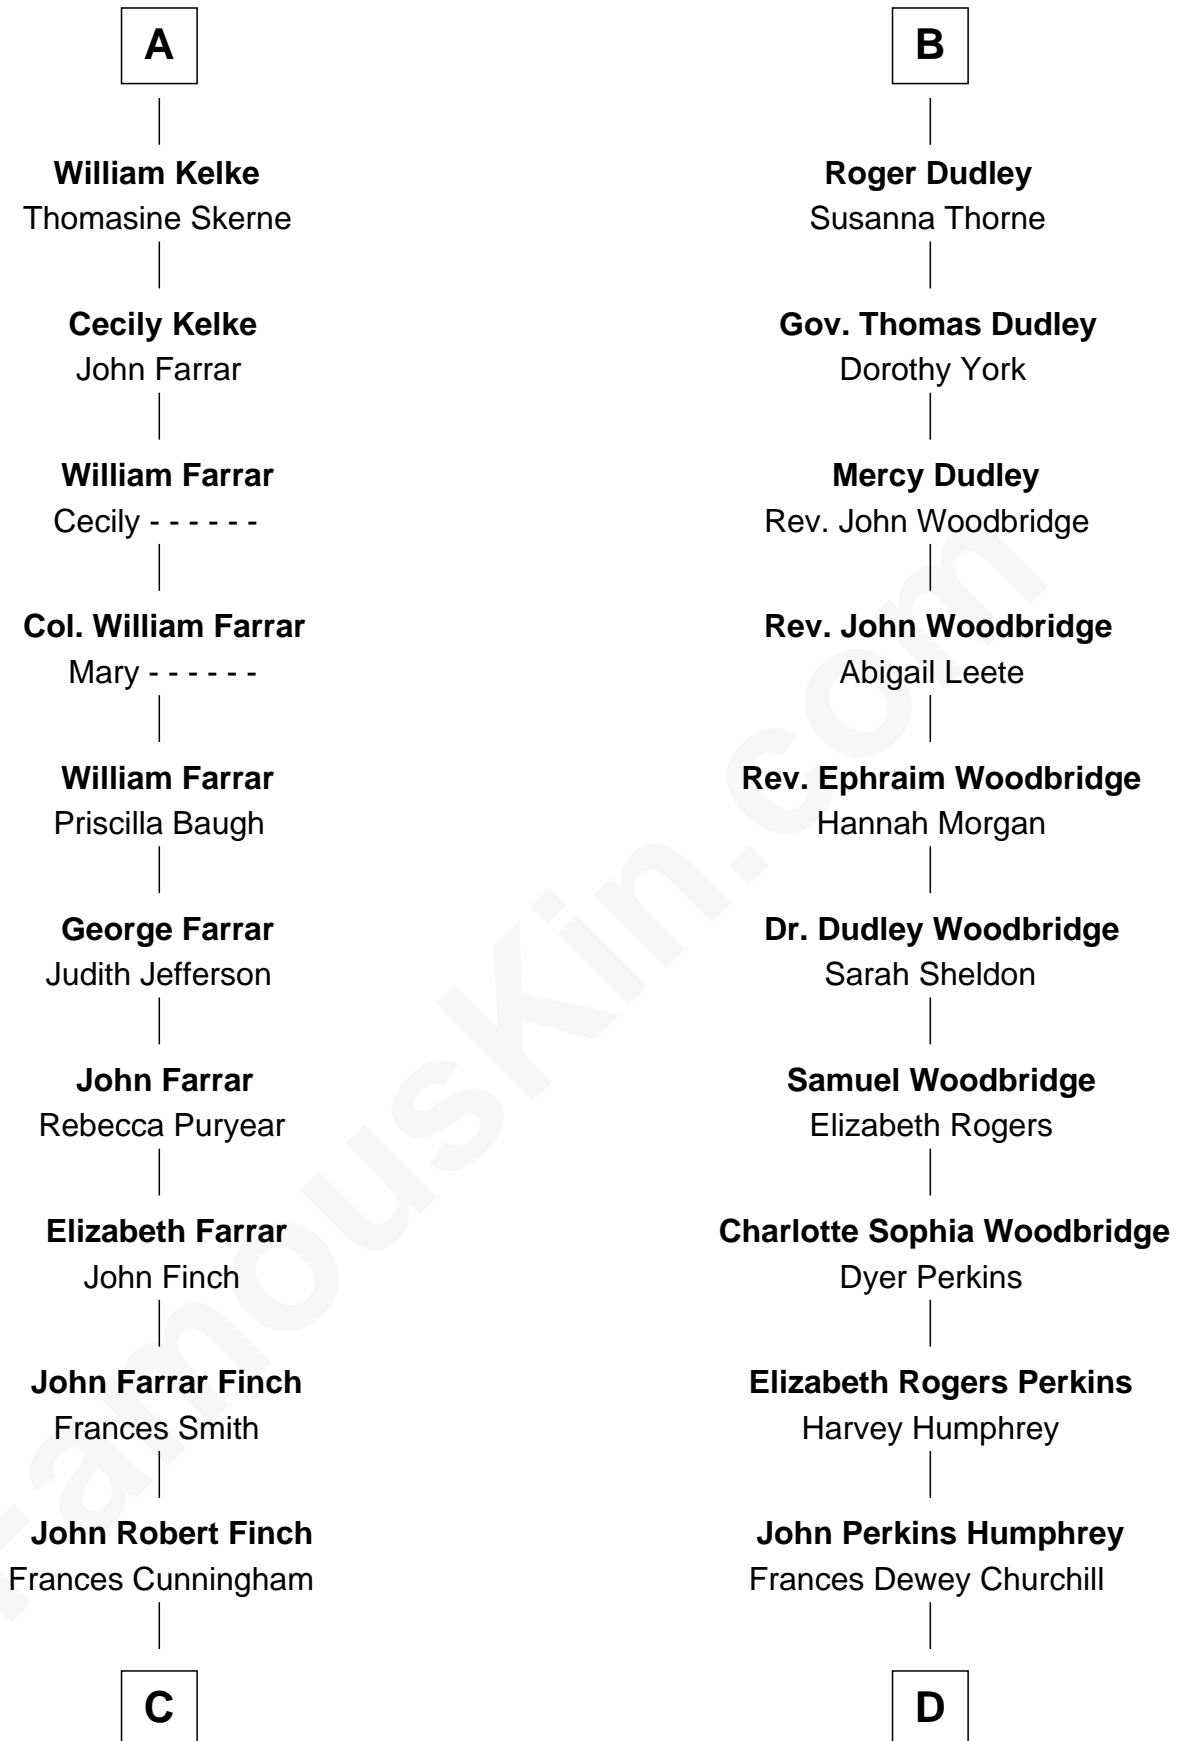 A
William Kelke
Thomasine Skerne
Cecily Kelke
John Farrar
William Farrar
Cecily - - - - - -
Col. William Farrar
Mary - - - - - -
William Farrar
Priscilla Baugh
George Farrar
Judith Jefferson
John Farrar
Rebecca Puryear
Elizabeth Farrar
John Finch
John Farrar Finch
Frances Smith
John Robert Finch
Frances Cunningham
C
B
Roger Dudley
Susanna Thorne
Gov. Thomas Dudley
Dorothy York
Mercy Dudley
Rev. John Woodbridge
Rev. John Woodbridge
Abigail Leete
Rev. Ephraim Woodbridge
Hannah Morgan
Dr. Dudley Woodbridge
Sarah Sheldon
Samuel Woodbridge
Elizabeth Rogers
Charlotte Sophia Woodbridge
Dyer Perkins
Elizabeth Rogers Perkins
Harvey Humphrey
John Perkins Humphrey
Frances Dewey Churchill
D
FamousKin.com